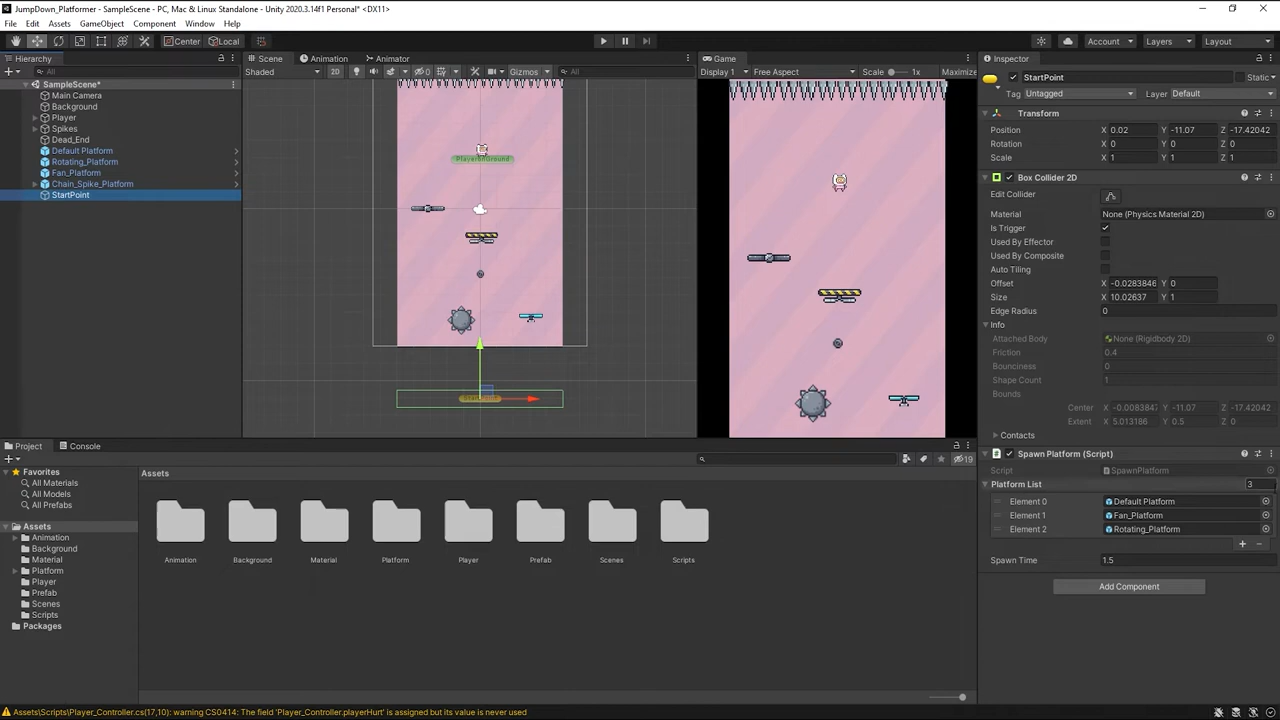 JumpDown_Platformer - SampleScene - PC, Mac & Linux Standalone - Unity 2020.3.14f1 Personal* <DX11>
File Edit Assets GameObject Component Window Help
Center Local Account Layers Layout
Hierarchy
All
SampleScene*
Main Camera
Background
Player
Spikes
Dead_End
Default Platform
Rotating_Platform
Fan_Platform
Chain_Spike_Platform
StartPoint
Scene Animation Animator
Shaded 2D 0 Gizmos All
PlayerOnGround
StartPoint
Game
Display 1 Free Aspect Scale 1x Maximize
Inspector
StartPoint Static
Tag Untagged Layer Default
Transform
Position X 0.02 Y -11.07 Z -17.42042
Rotation X 0 Y 0 Z 0
Scale X 1 Y 1 Z 1
Box Collider 2D
Edit Collider
Material None (Physics Material 2D)
Is Trigger
Used By Effector
Used By Composite
Auto Tiling
Offset X -0.0283846 Y 0
Size X 10.02637 Y 1
Edge Radius 0
Info
Attached Body None (Rigidbody 2D)
Friction 0.4
Bounciness 0
Shape Count 1
Bounds
Center X -0.0083847 Y -11.07 Z -17.42042
Extent X 5.013186 Y 0.5 Z 0
Contacts
Spawn Platform (Script)
Script SpawnPlatform
Platform List 3
Element 0 Default Platform
Element 1 Fan_Platform
Element 2 Rotating_Platform
Spawn Time 1.5
Add Component
Project Console
19
Favorites
All Materials
All Models
All Prefabs
Assets
Animation
Background
Material
Platform
Player
Prefab
Scenes
Scripts
Packages
Assets
Animation Background Material Platform Player Prefab Scenes Scripts
Assets\Scripts\Player_Controller.cs(17,10): warning CS0414: The field 'Player_Controller.playerHurt' is assigned but its value is never used